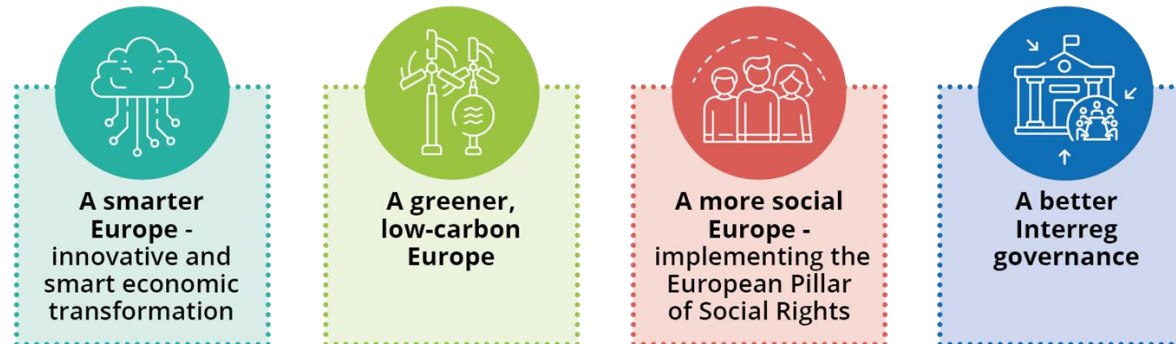 A smarter
Europe -
innovative and
smart economic
transformation
A greener,
low-carbon
Europe
A more social
Europe -
implementing the
European Pillar
of Social Rights
A better
Interreg
governance